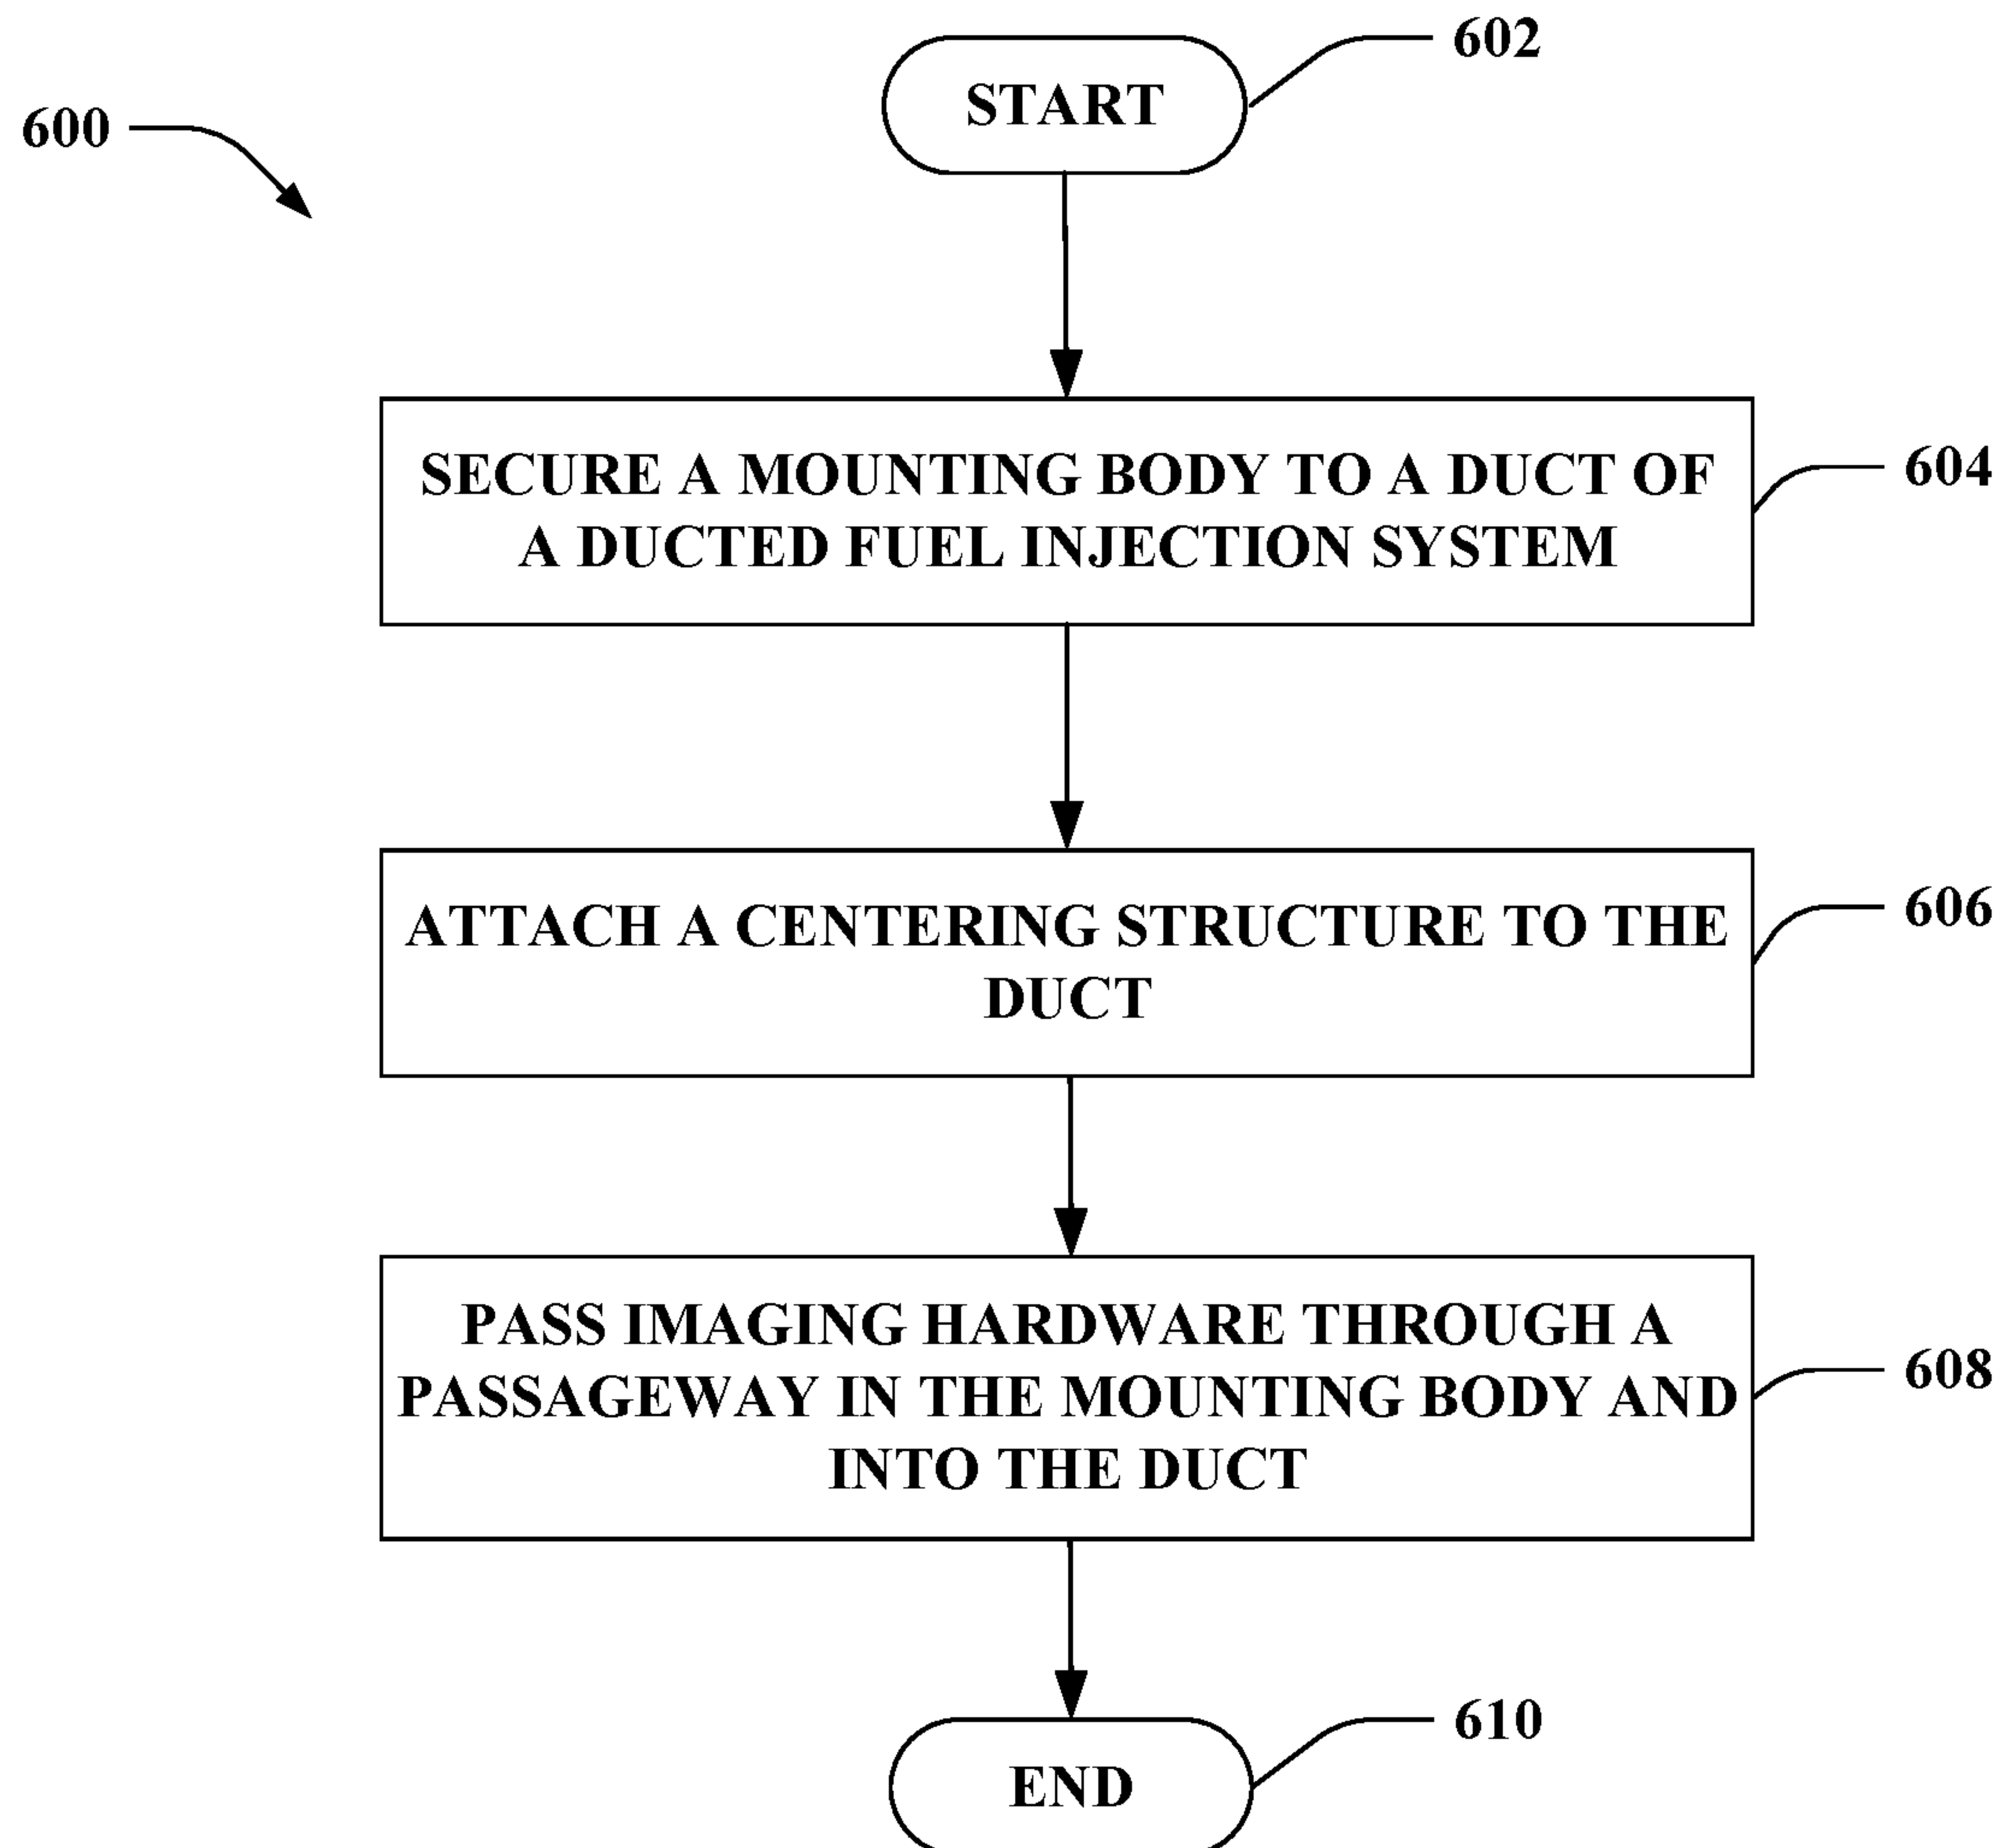 602
START
600
SECURE A MOUNTING BODY TO A DUCT OF
A DUCTED FUEL INJECTION SYSTEM
604
ATTACH A CENTERING STRUCTURE TO THE
DUCT
606
PASS IMAGING HARDWARE THROUGH A
PASSAGEWAY IN THE MOUNTING BODY AND
INTO THE DUCT
608
610
END